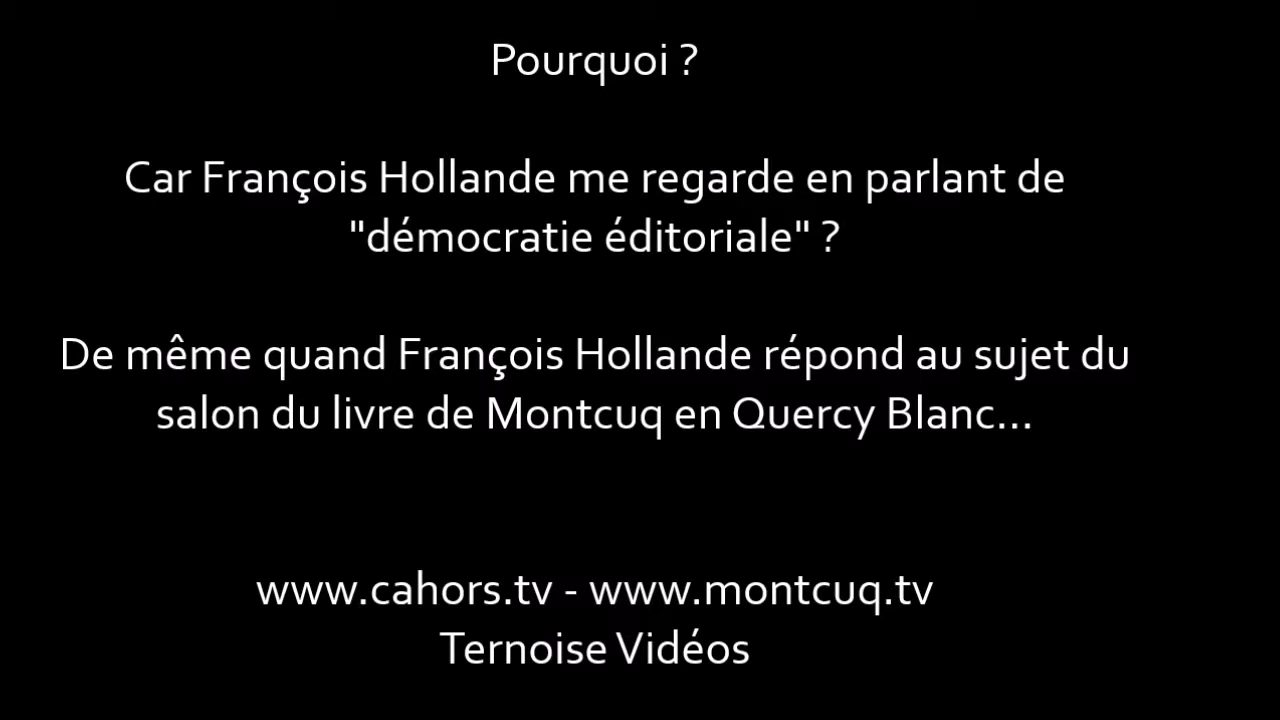 Pourquoi ?
Car François Hollande me regarde en parlant de
"démocratie éditoriale" ?
De même quand François Hollande répond au sujet du
salon du livre de Montcuq en Quercy Blanc...
www.cahors.tv - www.montcuq.tv
Ternoise Vidéos